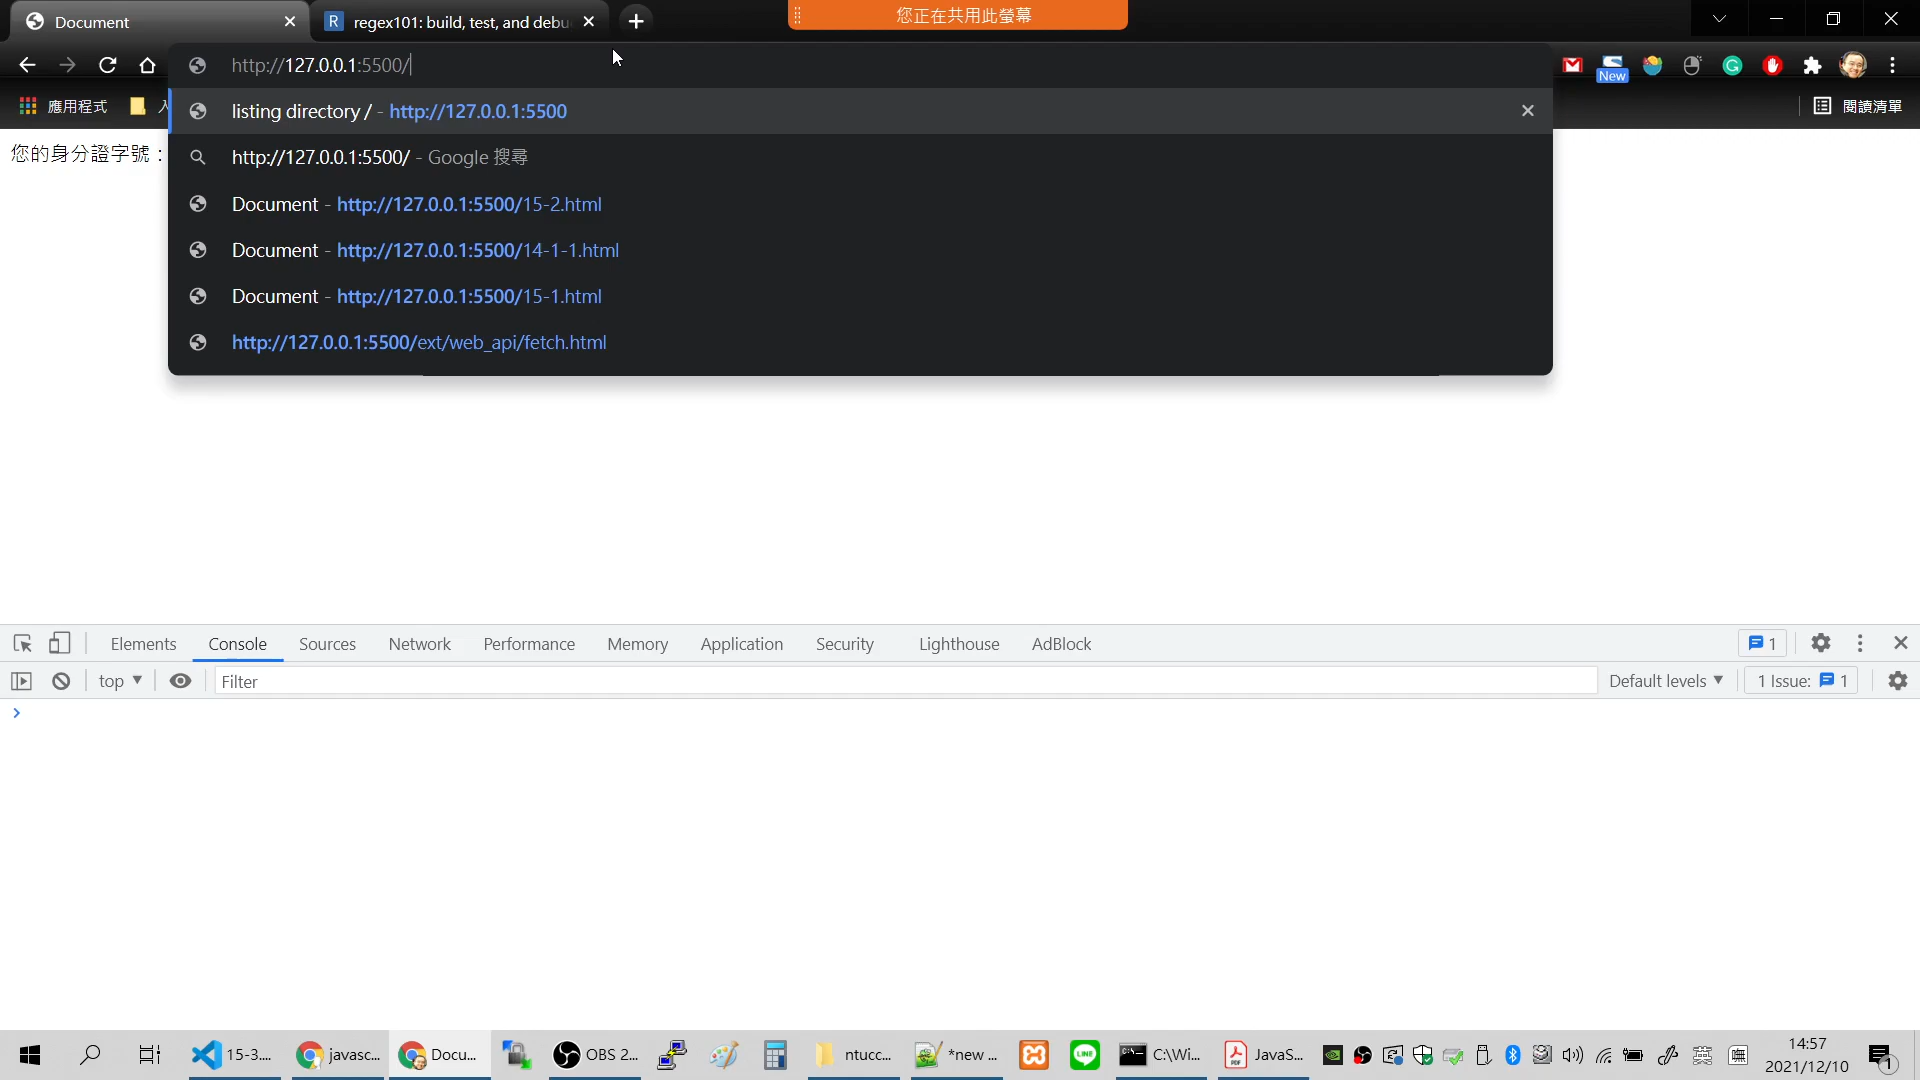 Document
regex101: build, test, and debu
您正在共用此螢幕
http://127.0.0.1:5500/
New
應用程式
入
閱讀清單
listing directory / - http://127.0.0.1:5500
您的身分證字號：
http://127.0.0.1:5500/ - Google 搜尋
Document - http://127.0.0.1:5500/15-2.html
Document - http://127.0.0.1:5500/14-1-1.html
Document - http://127.0.0.1:5500/15-1.html
http://127.0.0.1:5500/ext/web_api/fetch.html
Elements Console Sources Network Performance Memory Application Security Lighthouse AdBlock
1
top Filter Default levels 1 Issue: 1
15-3.... javasc... Docu... OBS 2... ntucc... *new ... C:\Wi... JavaS...
英
14:57
2021/12/10
1